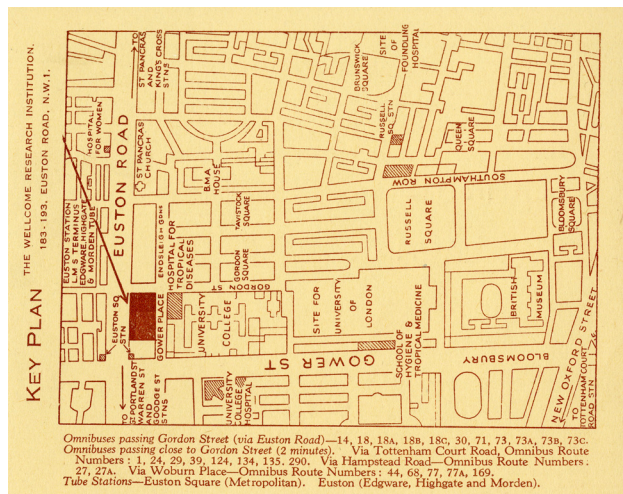 KEY PLAN
THE WELLCOME RESEARCH INSTITUTION.
183-193, EUSTON ROAD, N.W.1.
TO
ST PANCRAS
AND
KING'S CROSS
STNS
HOSPITAL
FOR WOMEN
EUSTON ROAD
ST PANCRAS
CHURCH
B.M.A
HOUSE
BRUNSWICK
SQUARE
SITE
OF
FOUNDLING
HOSPITAL
RUSSELL
SQ. STN
QUEEN
SQUARE
SOUTHAMPTON ROW
EUSTON STATION
L M S TERMINUS
EDGWARE, HIGHGATE
& MORDEN TUBE
ENDSLEIGH GDNS
HOSPITAL FOR
TROPICAL
DISEASES
TAVISTOCK
SQUARE
GORDON
SQUARE
GORDON ST
RUSSELL
SQUARE
BLOOMSBURY
SQUARE
EUSTON SQ
STN
GOWER PLACE
UNIVERSITY
COLLEGE
SITE FOR
UNIVERSITY
OF
LONDON
BRITISH
MUSEUM
SCHOOL OF
HYGIENE &
TROPICAL MEDICINE
GOWER ST
BLOOMSBURY
NEW OXFORD STREET
TO
TOTTENHAM COURT
ROAD STN
TO
PORTLAND ST
WARREN ST
AND
GOODGE ST
STNS
UNIVERSITY
COLLEGE
HOSPITAL
Omnibuses passing Gordon Street (via Euston Road)—14, 18, 18A, 18B, 18C, 30, 71, 73, 73A, 73B, 73C.
Omnibuses passing close to Gordon Street (2 minutes). Via Tottenham Court Road, Omnibus Route
Numbers : 1, 24, 29, 39, 124, 134, 135, 290. Via Hampstead Road—Omnibus Route Numbers.
27, 27A. Via Woburn Place—Omnibus Route Numbers : 44, 68, 77, 77A, 169.
Tube Stations—Euston Square (Metropolitan). Euston (Edgware, Highgate and Morden).